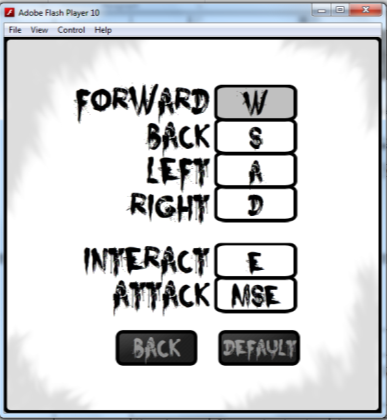 Adobe Flash Player 10
File View Control Help
FORWARD W
BACK S
LEFT A
RIGHT D
INTERACT E
ATTACK MSE
BACK DEFAULT